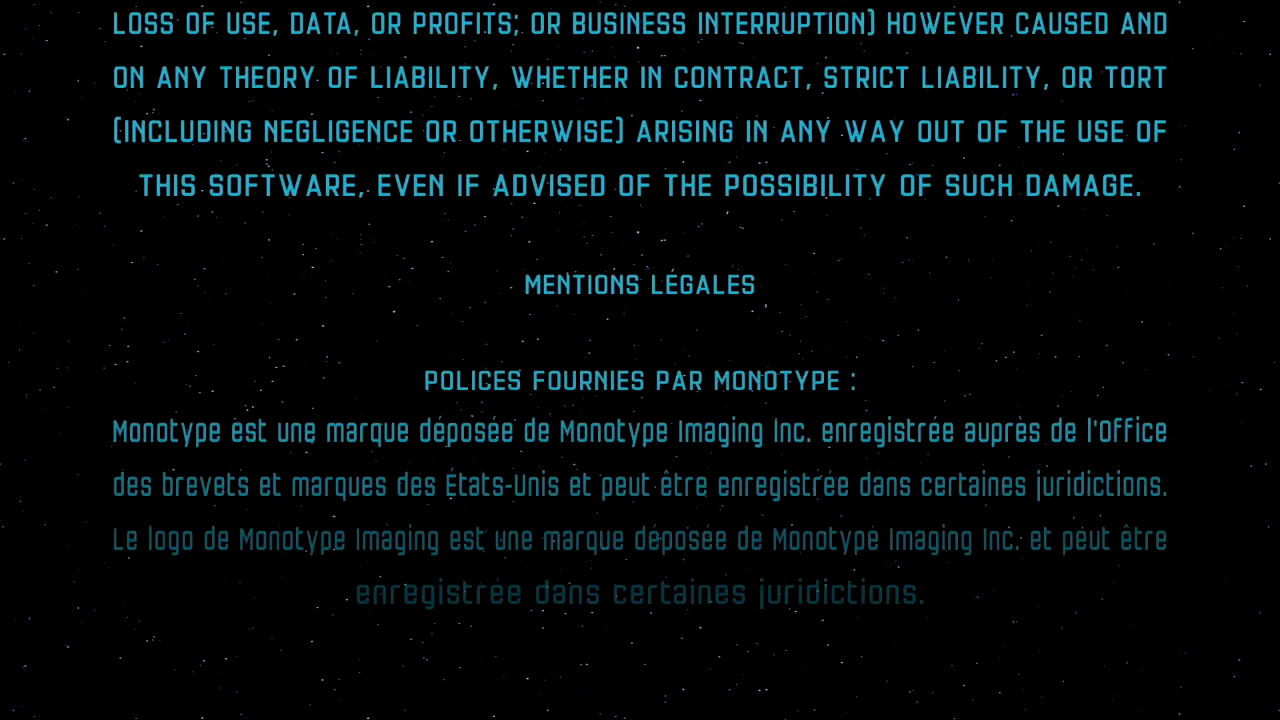 LOSS OF USE, DATA, OR PROFITS; OR BUSINESS INTERRUPTION) HOWEVER CAUSED AND
ON ANY THEORY OF LIABILITY, WHETHER IN CONTRACT, STRICT LIABILITY, OR TORT
(INCLUDING NEGLIGENCE OR OTHERWISE) ARISING IN ANY WAY OUT OF THE USE OF
THIS SOFTWARE, EVEN IF ADVISED OF THE POSSIBILITY OF SUCH DAMAGE.
MENTIONS LÉGALES
POLICES FOURNIES PAR MONOTYPE :
Monotype est une marque déposée de Monotype Imaging Inc. enregistrée auprès de l'Office
des brevets et marques des États-Unis et peut être enregistrée dans certaines juridictions.
Le logo de Monotype Imaging est une marque déposée de Monotype Imaging Inc. et peut être
enregistrée dans certaines juridictions.